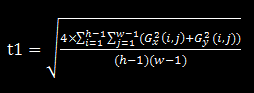 t1 = √((4×∑_{i=1}^{h-1}∑_{j=1}^{w-1}(G_x^2(i,j)+G_y^2(i,j)))/((h-1)(w-1)))